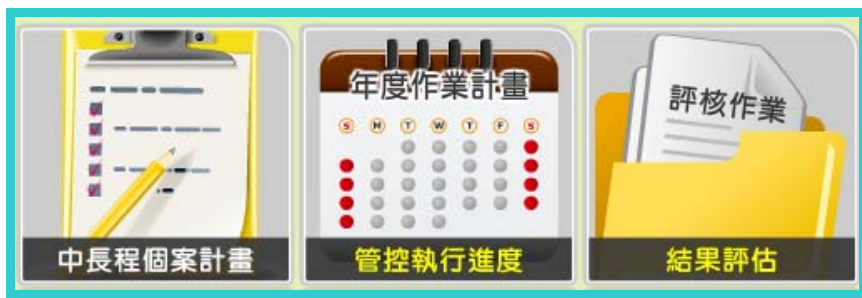 中長程個案計畫
年度作業計畫
S M T W T F S
管控執行進度
評核作業
結果評估